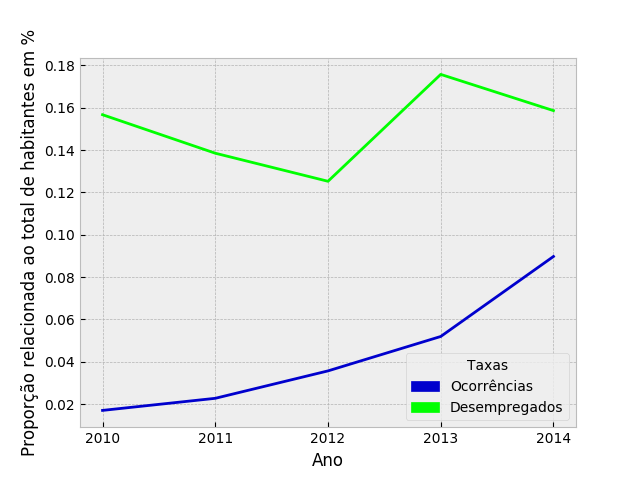 Proporção relacionada ao total de habitantes em %
0.18
0.16
0.14
0.12
0.10
0.08
0.06
0.04
0.02
2010 2011 2012 2013 2014
Ano
Taxas
Ocorrências
Desempregados